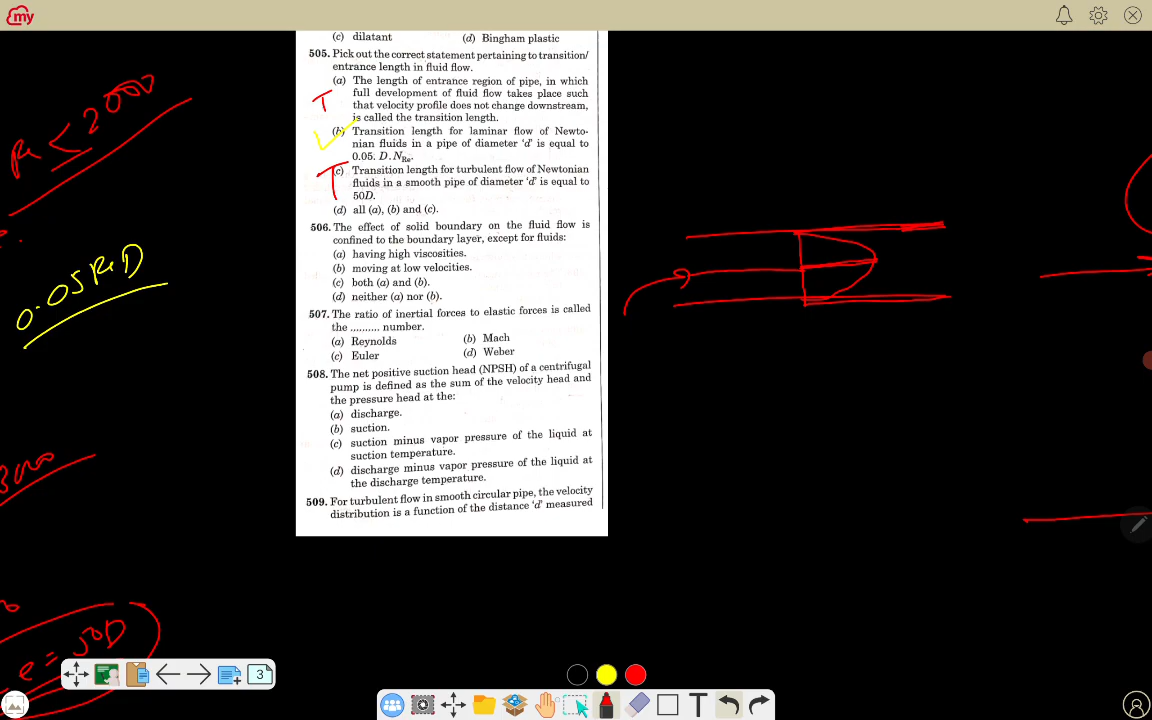 my
(c) dilatant (d) Bingham plastic
505. Pick out the correct statement pertaining to transition/
entrance length in fluid flow.
(a) The length of entrance region of pipe, in which
full development of fluid flow takes place such
that velocity profile does not change downstream,
is called the transition length.
(b) Transition length for laminar flow of Newto-
nian fluids in a pipe of diameter 'd' is equal to
0.05. D.NRe.
(c) Transition length for turbulent flow of Newtonian
fluids in a smooth pipe of diameter 'd' is equal to
50D.
(d) all (a), (b) and (c).
506. The effect of solid boundary on the fluid flow is
confined to the boundary layer, except for fluids:
(a) having high viscosities.
(b) moving at low velocities.
(c) both (a) and (b).
(d) neither (a) nor (b).
507. The ratio of inertial forces to elastic forces is called
the .......... number.
(a) Reynolds (b) Mach
(c) Euler (d) Weber
508. The net positive suction head (NPSH) of a centrifugal
pump is defined as the sum of the velocity head and
the pressure head at the:
(a) discharge.
(b) suction.
(c) suction minus vapor pressure of the liquid at
suction temperature.
(d) discharge minus vapor pressure of the liquid at
the discharge temperature.
509. For turbulent flow in smooth circular pipe, the velocity
distribution is a function of the distance 'd' measured
T
T
Re < 2000
0.05 Re D
e = 50D
3
T